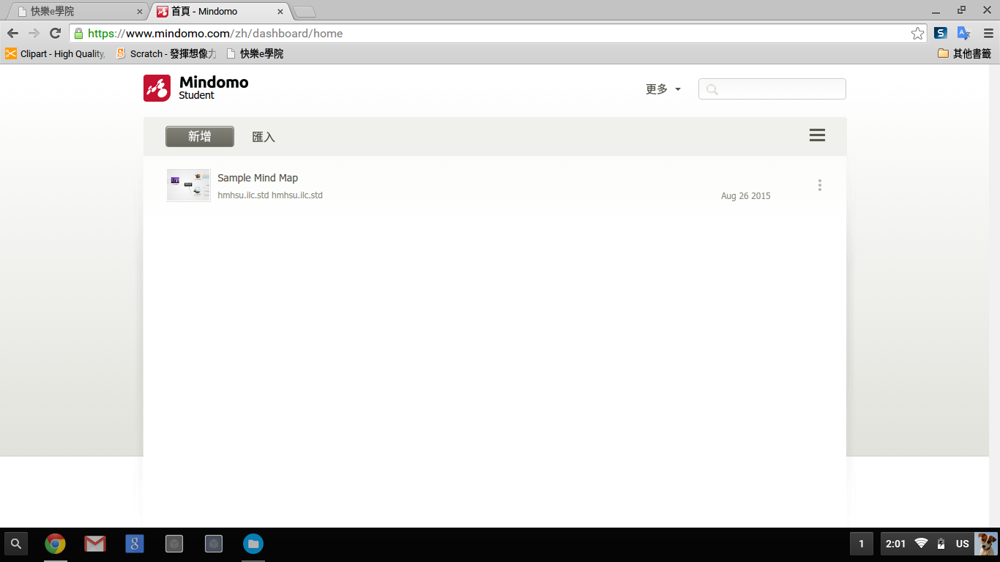 快樂e學院
首頁 - Mindomo
https://www.mindomo.com/zh/dashboard/home
Clipart - High Quality,
Scratch - 發揮想像力
快樂e學院
其他書籤
Mindomo
Student
更多
新增
匯入
Sample Mind Map
hmhsu.ilc.std hmhsu.ilc.std
Aug 26 2015
1
2:01
US